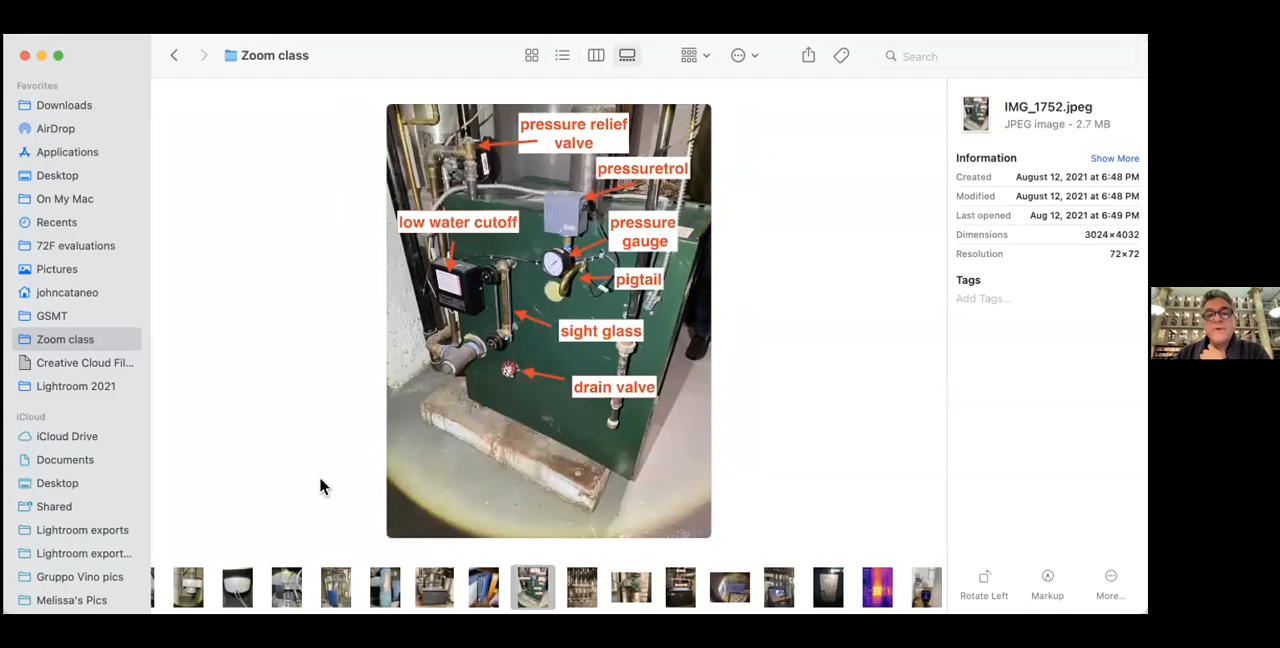 Zoom class
Search
Favorites
Downloads
AirDrop
Applications
Desktop
On My Mac
Recents
72F evaluations
Pictures
johncataneo
GSMT
Zoom class
Creative Cloud Fil...
Lightroom 2021
iCloud
iCloud Drive
Documents
Desktop
Shared
Lightroom exports
Lightroom export...
Gruppo Vino pics
Melissa's Pics
pressure relief
valve
pressuretrol
low water cutoff
pressure
gauge
pigtail
sight glass
drain valve
IMG_1752.jpeg
JPEG image - 2.7 MB
Information Show More
Created August 12, 2021 at 6:48 PM
Modified August 12, 2021 at 6:48 PM
Last opened Aug 12, 2021 at 6:49 PM
Dimensions 3024×4032
Resolution 72×72
Tags
Add Tags...
Rotate Left Markup More...